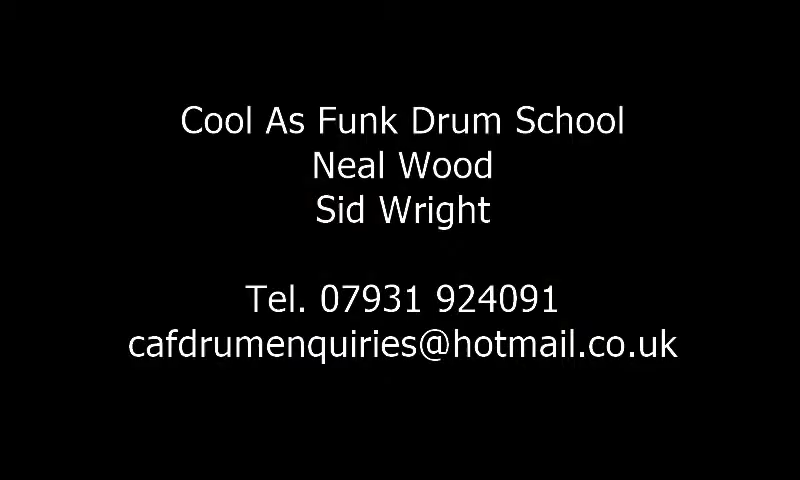 Cool As Funk Drum School
Neal Wood
Sid Wright
Tel. 07931 924091
cafdrumenquiries@hotmail.co.uk